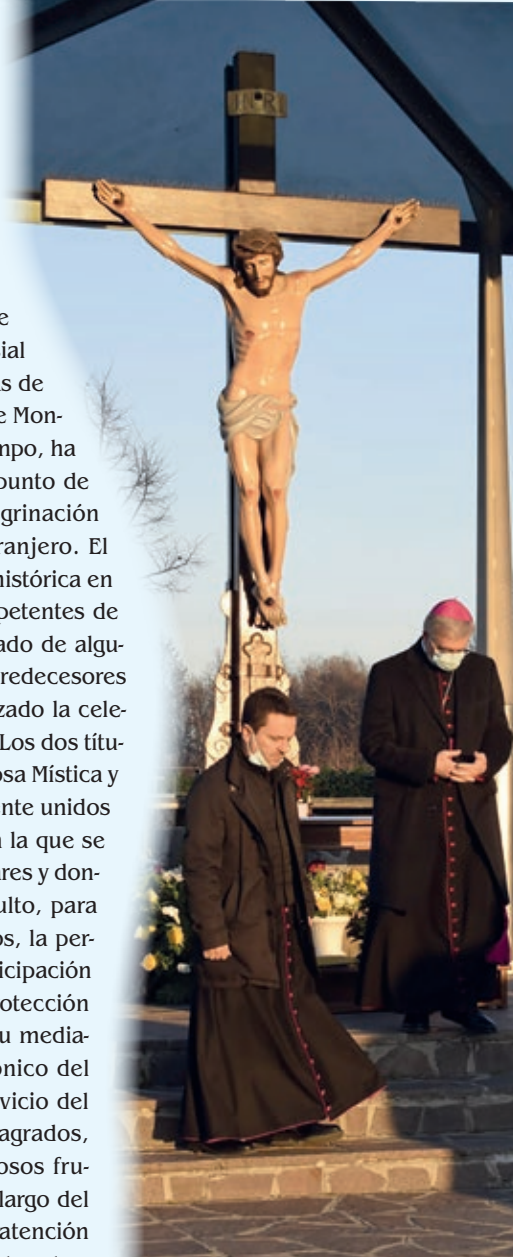 INRI
e
ial
s de
e Mon-
mpo, ha
punto de
grinación
ranjero. El
histórica en
petentes de
ado de algu-
redecesores
zado la cele-
Los dos títu-
osa Mística y
nte unidos
n la que se
ares y don-
ulto, para
os, la per-
icipación
otección
u media-
ónico del
vicio del
agrados,
osos fru-
largo del
atención